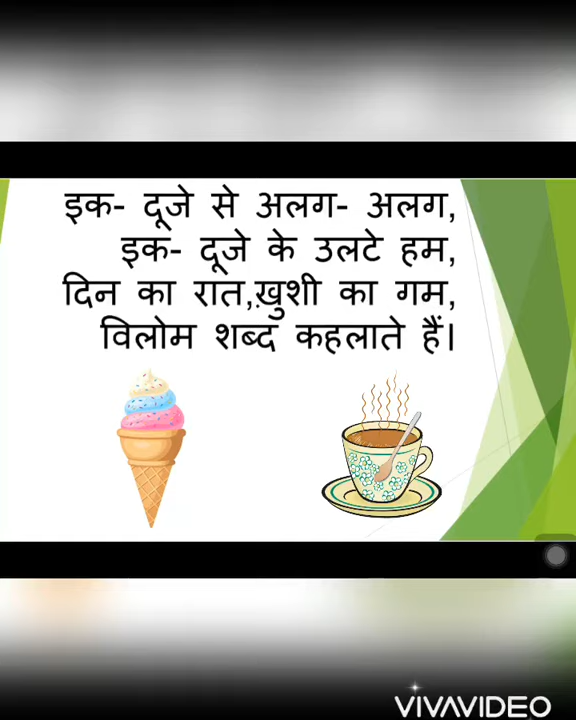 इक- दूजे से अलग- अलग,
इक- दूजे के उलटे हम,
दिन का रात,ख़ुशी का गम,
विलोम शब्द कहलाते हैं।
VIVAVIDEO